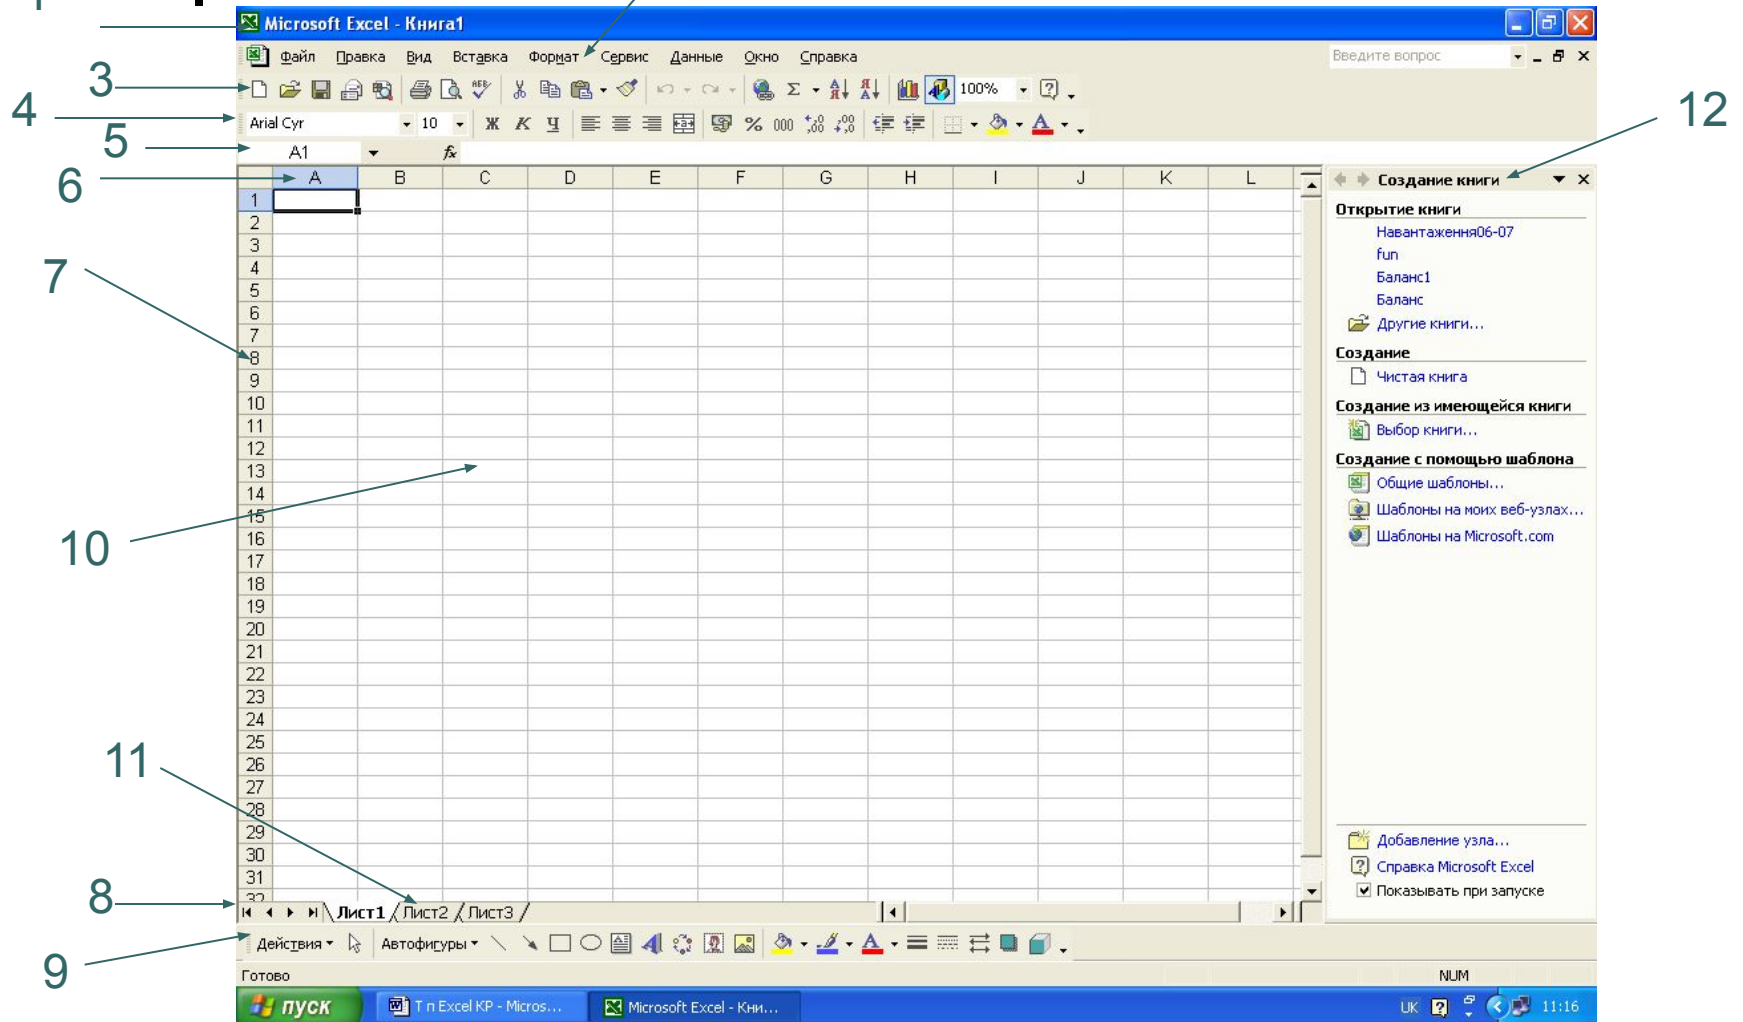 Microsoft Excel - Книга1
Файл Правка Вид Вставка Формат Сервис Данные Окно Справка Введите вопрос
3
100%
4
Arial Cyr 10 Ж К Ч % 000
12
5
A1 fx
6
A B C D E F G H I J K L
Создание книги
1
2
3
4
5
6
7
8
9
10
11
12
13
14
15
16
17
18
19
20
21
22
23
24
25
26
27
28
29
30
31
32
Открытие книги
Навантаження06-07
fun
Баланс1
Баланс
Другие книги...
Создание
Чистая книга
Создание из имеющейся книги
Выбор книги...
Создание с помощью шаблона
Общие шаблоны...
Шаблоны на моих веб-узлах...
Шаблоны на Microsoft.com
7
10
11
Добавление узла...
Справка Microsoft Excel
Показывать при запуске
8
Лист1 Лист2 Лист3
Действия Автофигуры
9
Готово NUM
пуск Т п Excel КР - Micros... Microsoft Excel - Кни... UK 11:16